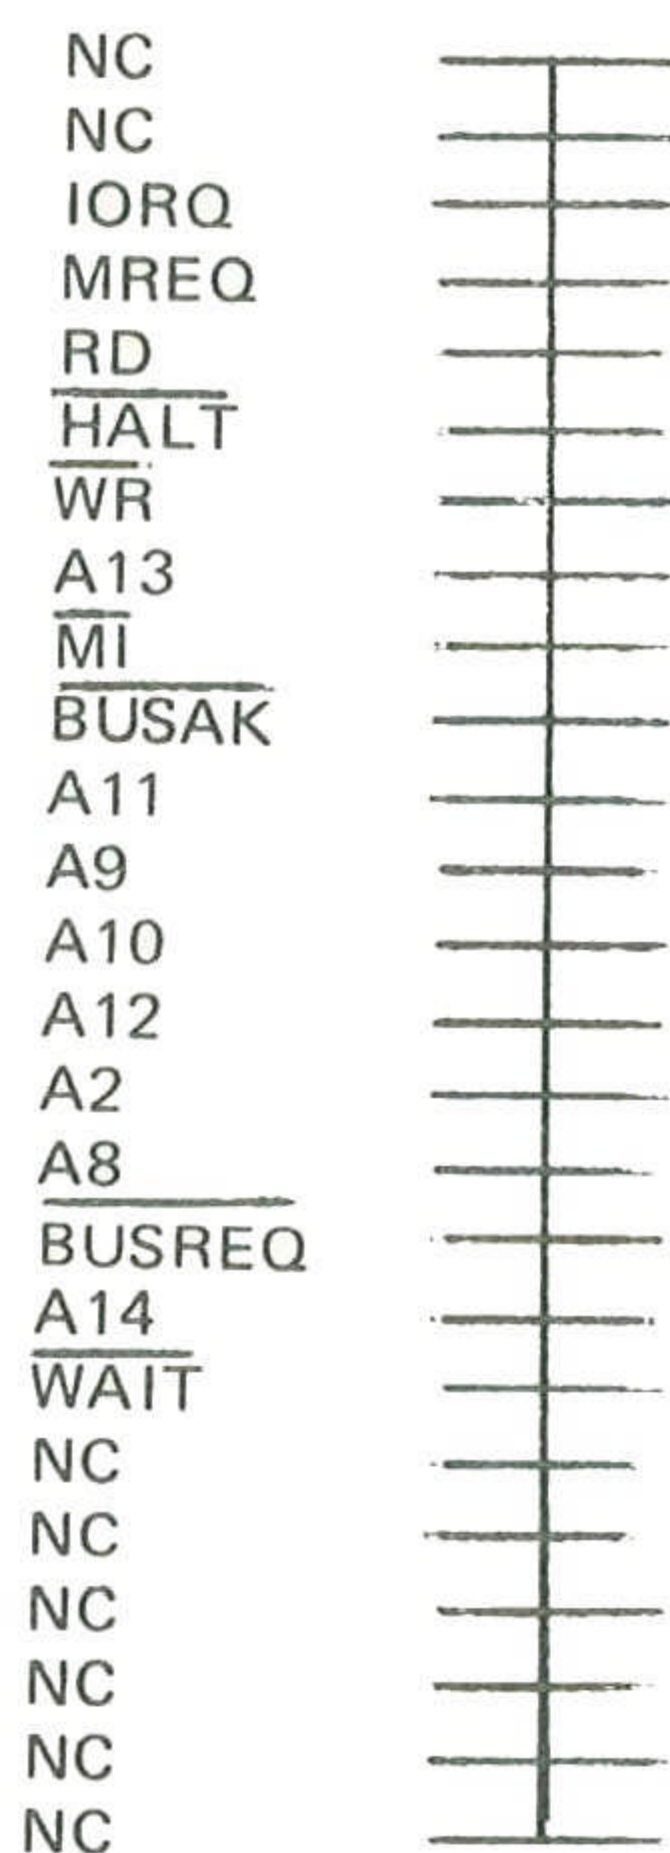 NC
NC
IORQ
MREQ
RD
HALT
WR
A13
MI
BUSAK
A11
A9
A10
A12
A2
A8
BUSREQ
A14
WAIT
NC
NC
NC
NC
NC
NC